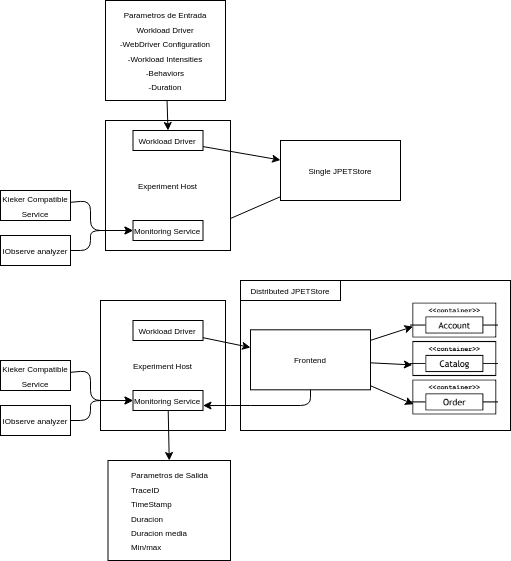 Parametros de Entrada
Workload Driver
-WebDriver Configuration
-Workload Intensities
-Behaviors
-Duration
Workload Driver
Experiment Host
Monitoring Service
Single JPETStore
Kieker Compatible
Service
IObserve analyzer
Distributed JPETStore
Workload Driver
Experiment Host
Monitoring Service
Frontend
<<container>>
Account
<<container>>
Catalog
<<container>>
Order
Kieker Compatible
Service
IObserve analyzer
Parametros de Salida
TraceID
TimeStamp
Duracion
Duracion media
Min/max